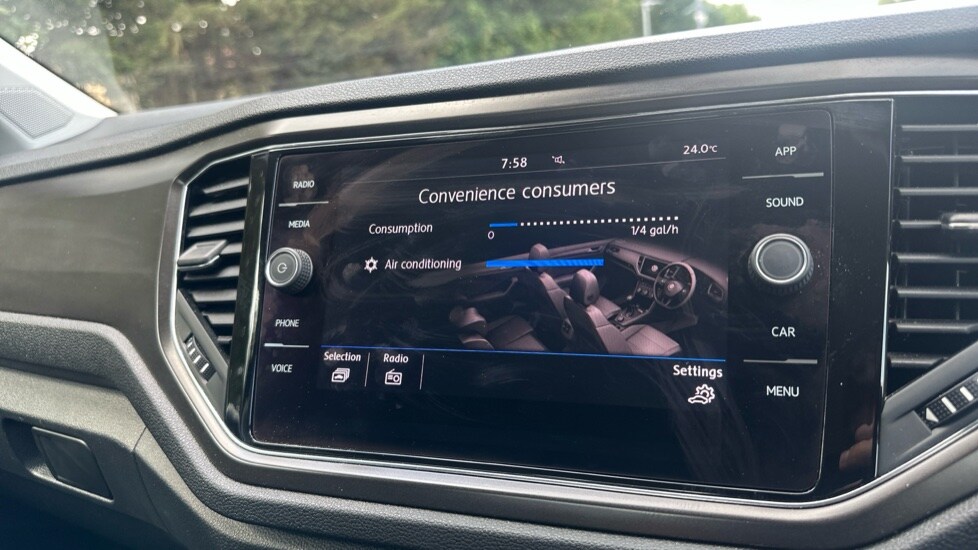 7:58
24.0°C
APP
RADIO
Convenience consumers
SOUND
MEDIA
Consumption
0
1/4 gal/h
Air conditioning
PHONE
CAR
VOICE
Selection
Radio
Settings
MENU